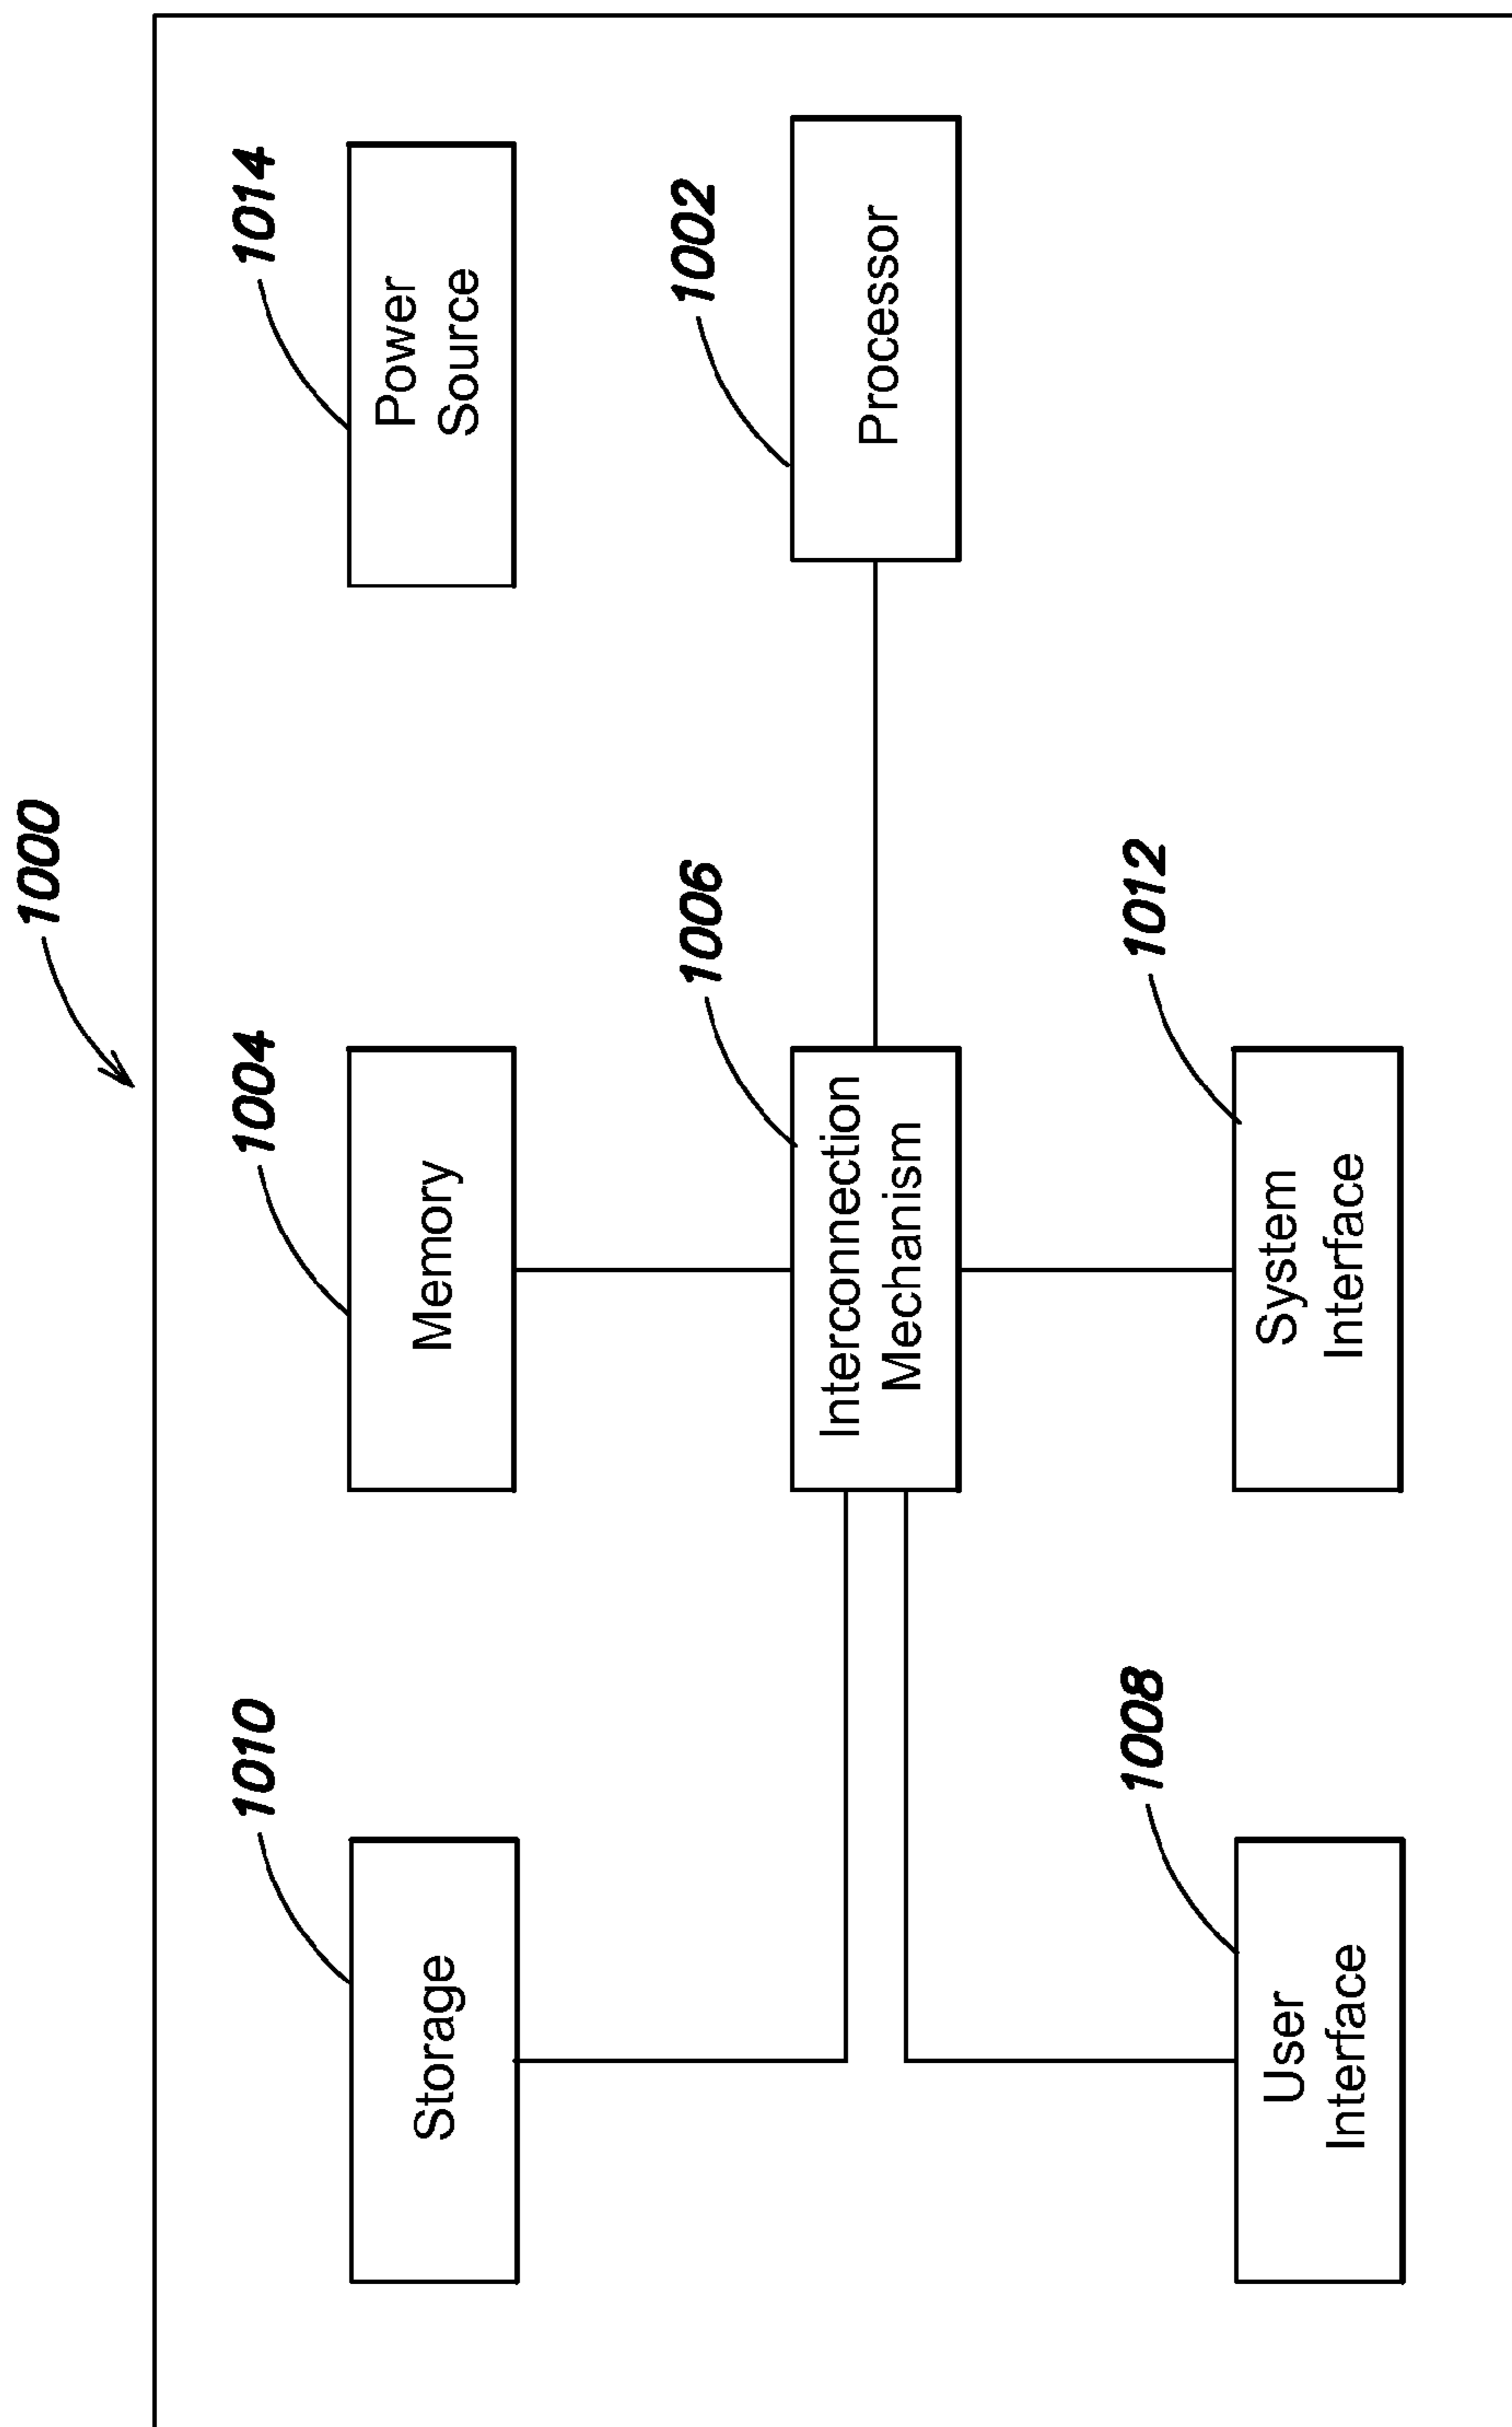 1000
1010
1004
1014
Storage
Memory
Power
Source
1006
1002
Interconnection
Mechanism
Processor
1008
1012
User
Interface
System
Interface